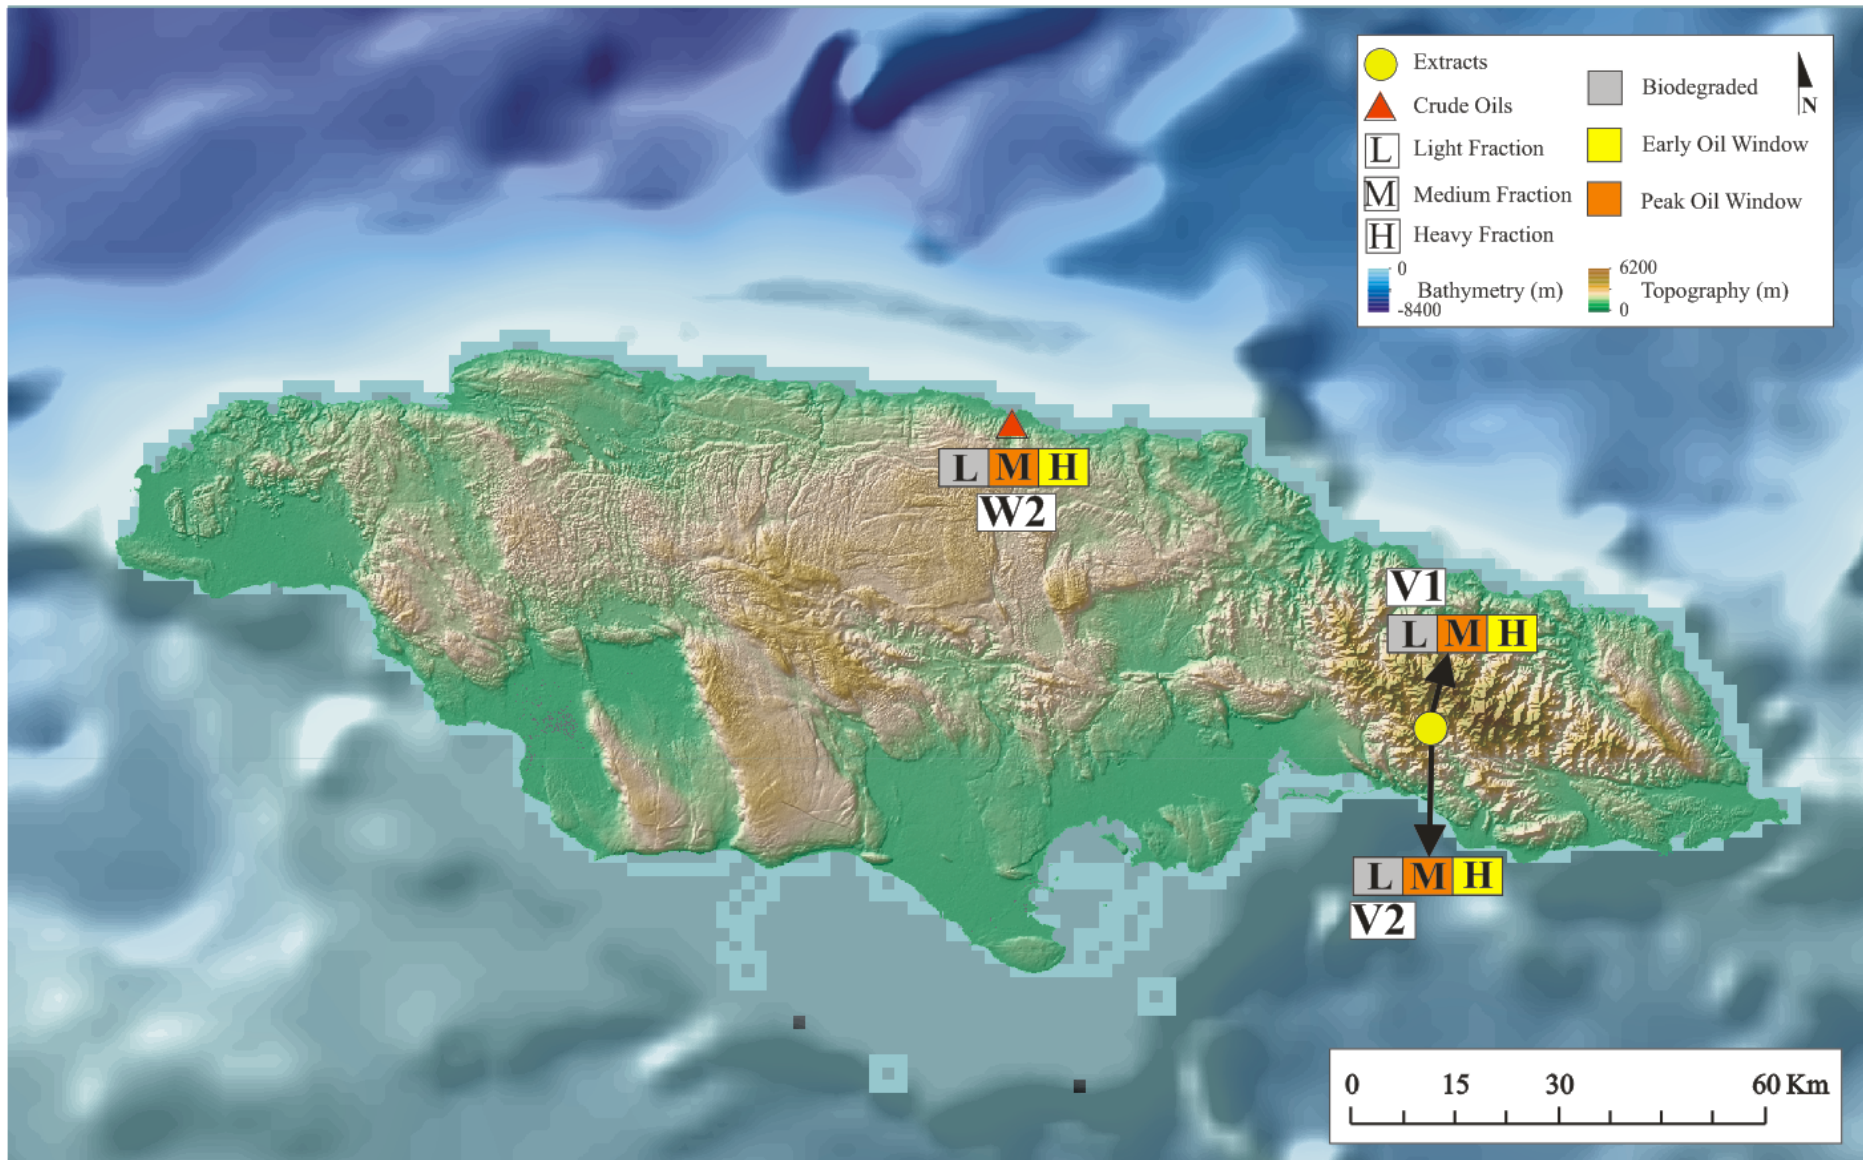 Extracts
Crude Oils
L Light Fraction
M Medium Fraction
H Heavy Fraction
0
-8400
Bathymetry (m)
Biodegraded
Early Oil Window
Peak Oil Window
6200
0
Topography (m)
N
L M H
W2
V1
L M H
L M H
V2
0 15 30 60 Km